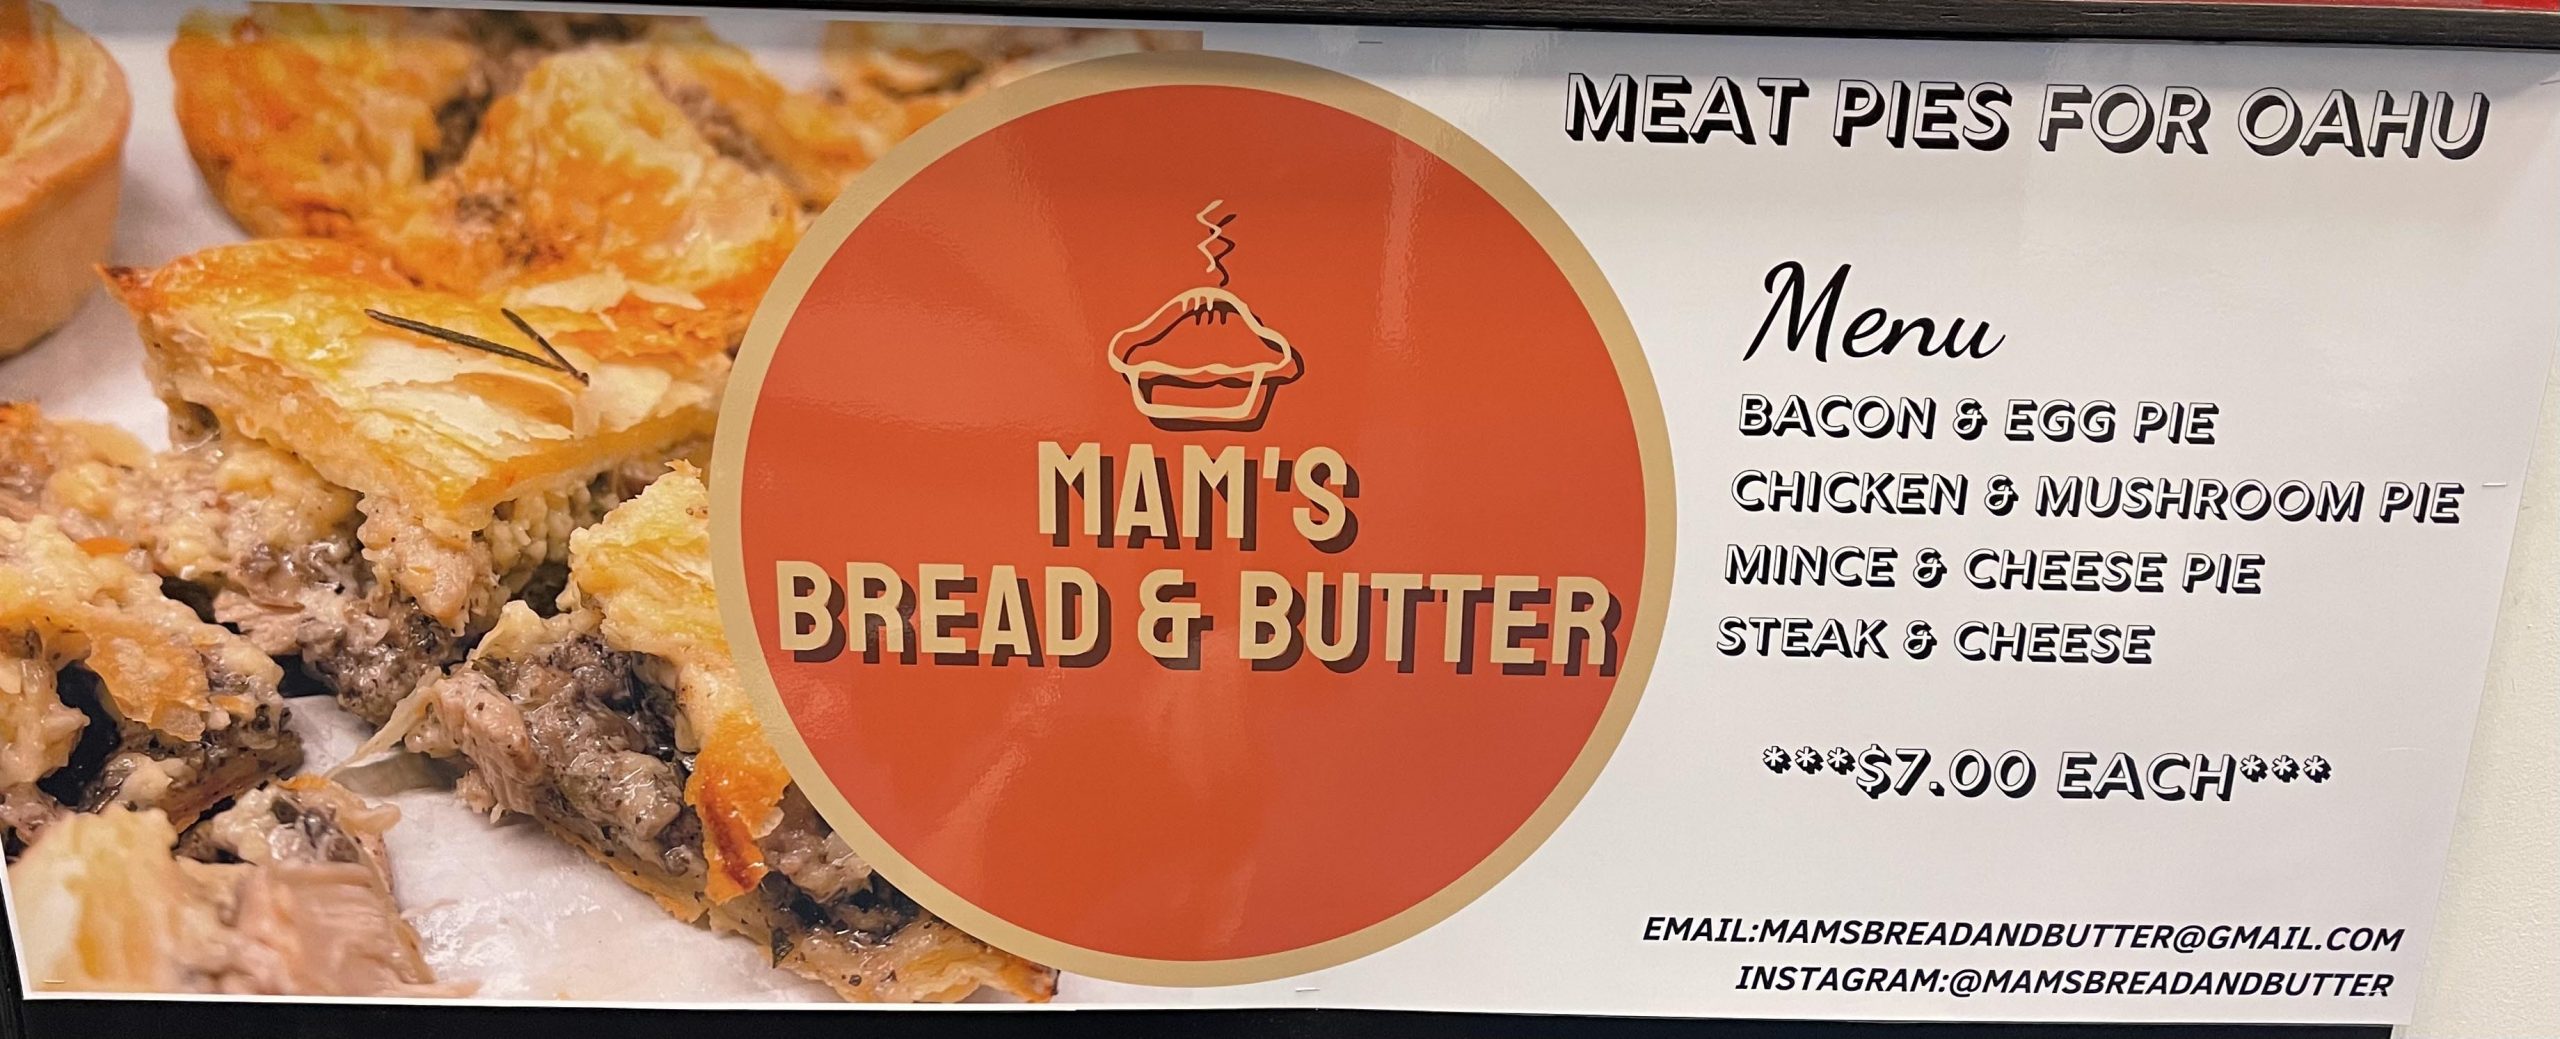 MEAT PIES FOR OAHU
MAM'S
BREAD & BUTTER
Menu
BACON & EGG PIE
CHICKEN & MUSHROOM PIE
MINCE & CHEESE PIE
STEAK & CHEESE
***$7.00 EACH***
EMAIL:MAMSBREADANDBUTTER@GMAIL.COM
INSTAGRAM:@MAMSBREADANDBUTTER